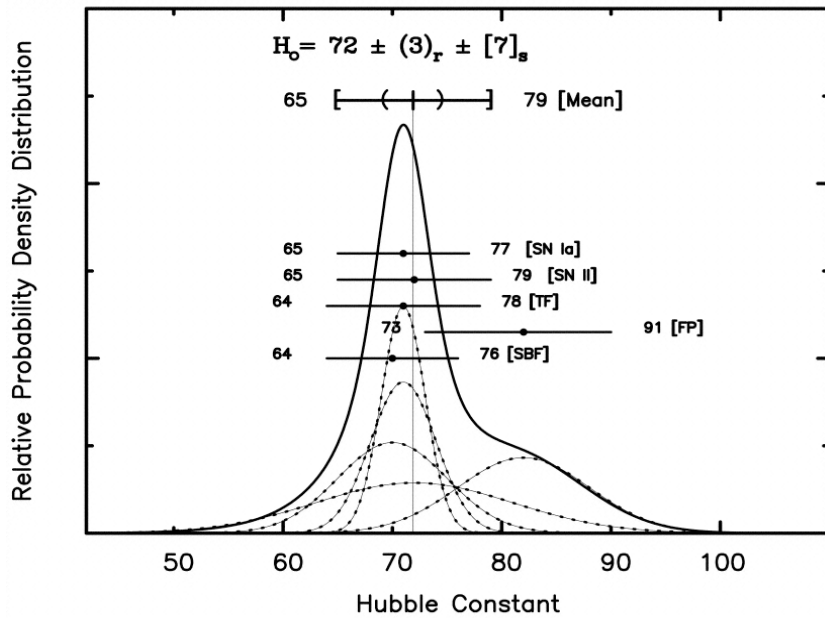 H₀= 72 ± (3)ᵣ ± [7]ₛ
65 79 [Mean]
65 77 [SN Ia]
65 79 [SN II]
64 78 [TF]
73 91 [FP]
64 76 [SBF]
Relative Probability Density Distribution
50 60 70 80 90 100
Hubble Constant